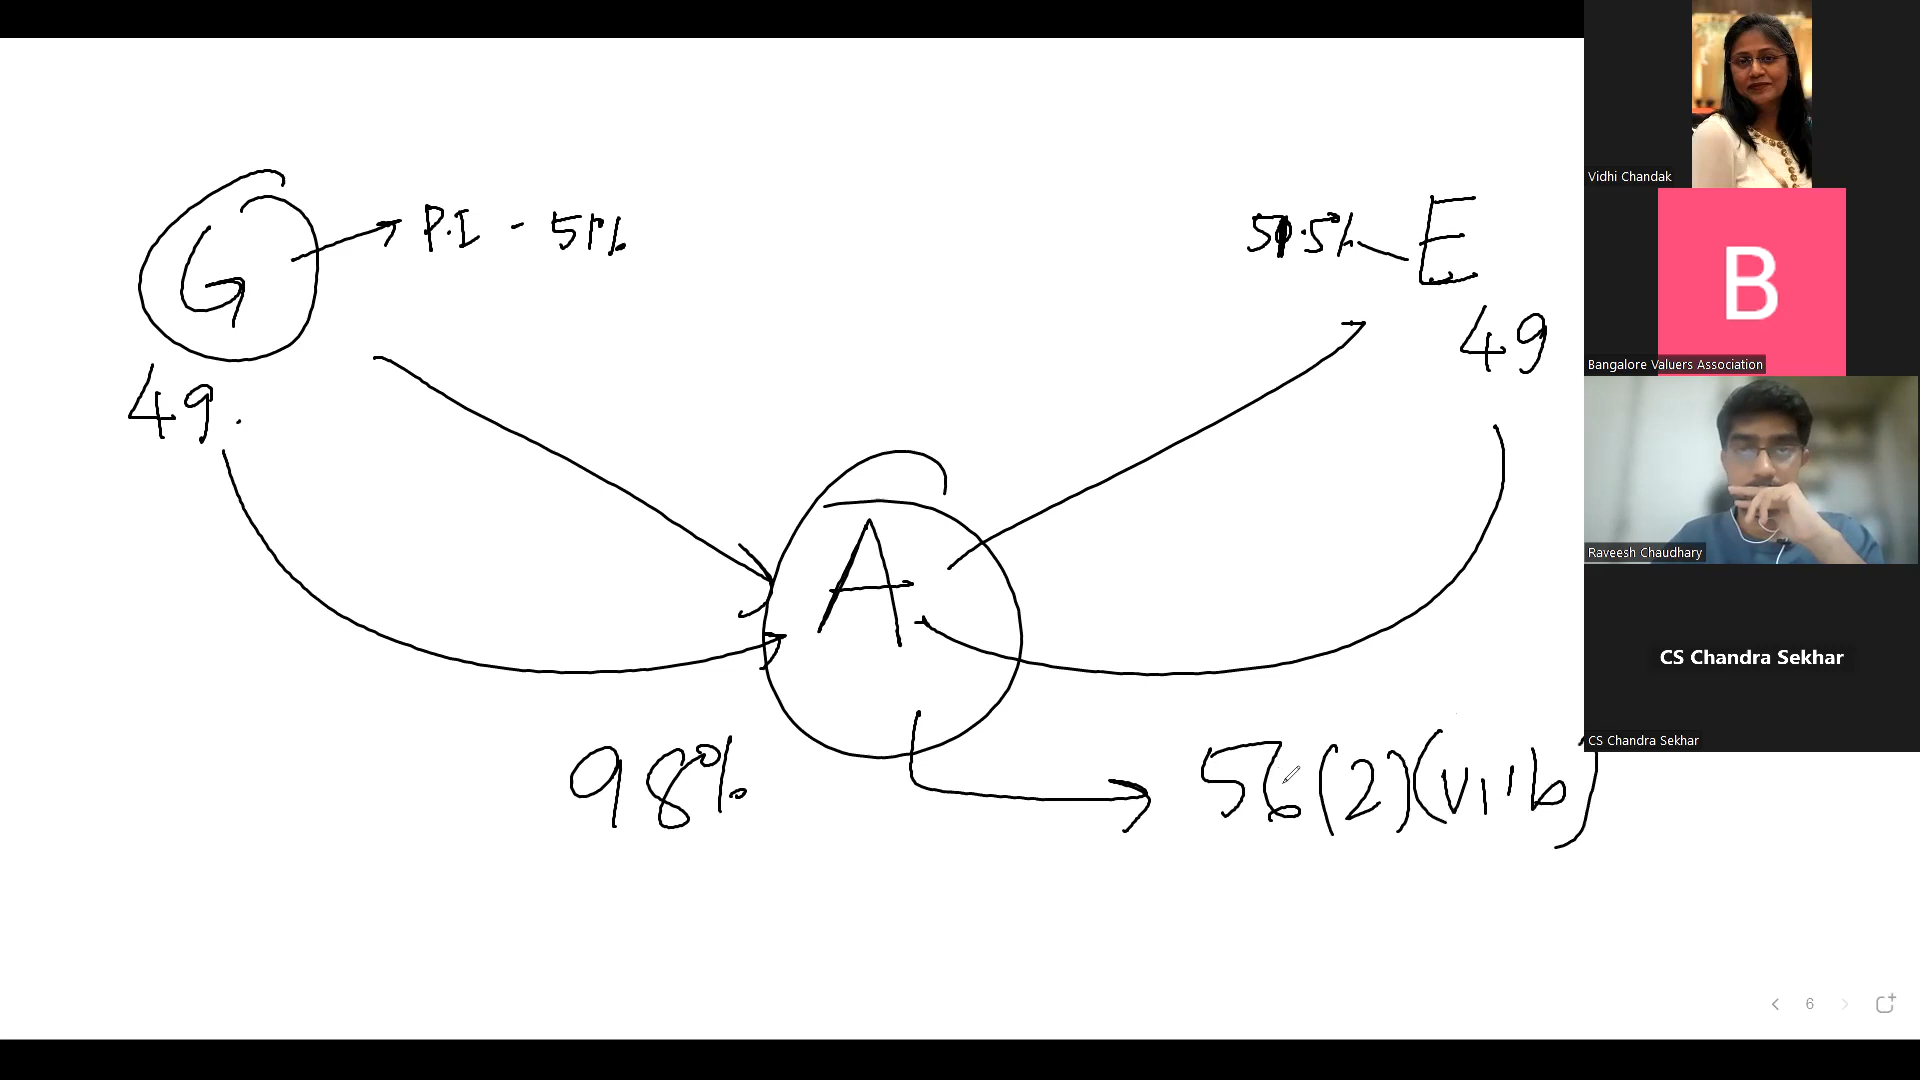 G
P.I - 51%
49.
51.5%
E
49
A
98%
56(2)(viib)
Vidhi Chandak
B
Bangalore Valuers Association
Raveesh Chaudhary
CS Chandra Sekhar
CS Chandra Sekhar
6